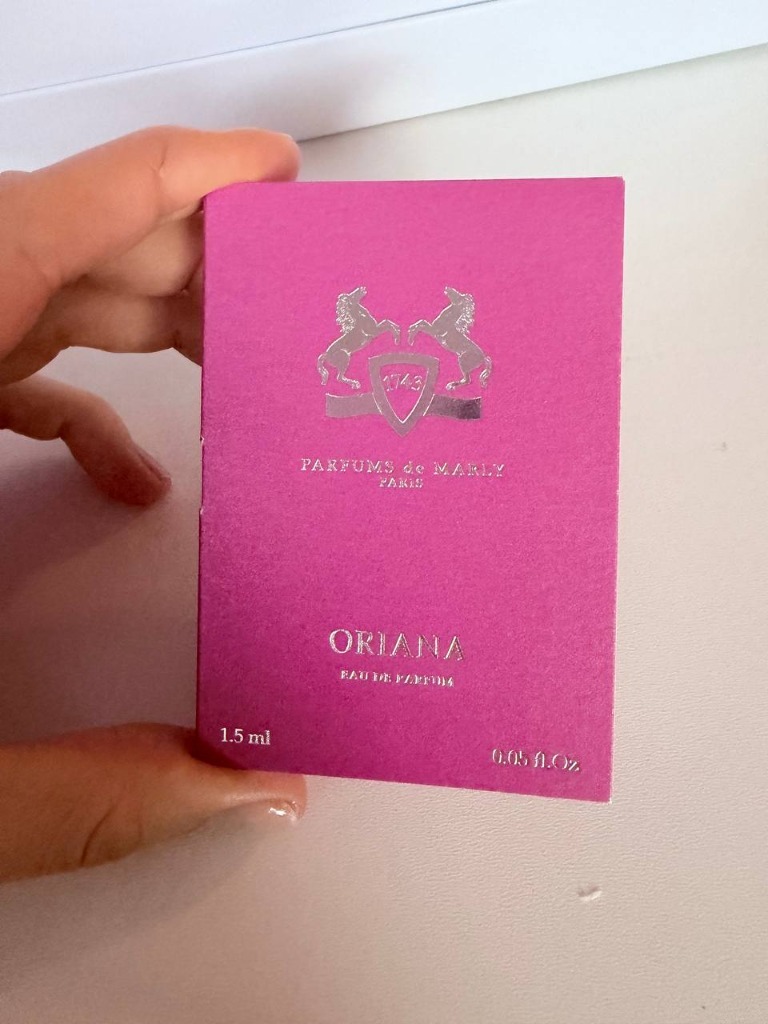 1743
PARFUMS de MARLY
PARIS
ORIANA
EAU DE PARFUM
1.5 ml
0.05 fl.Oz